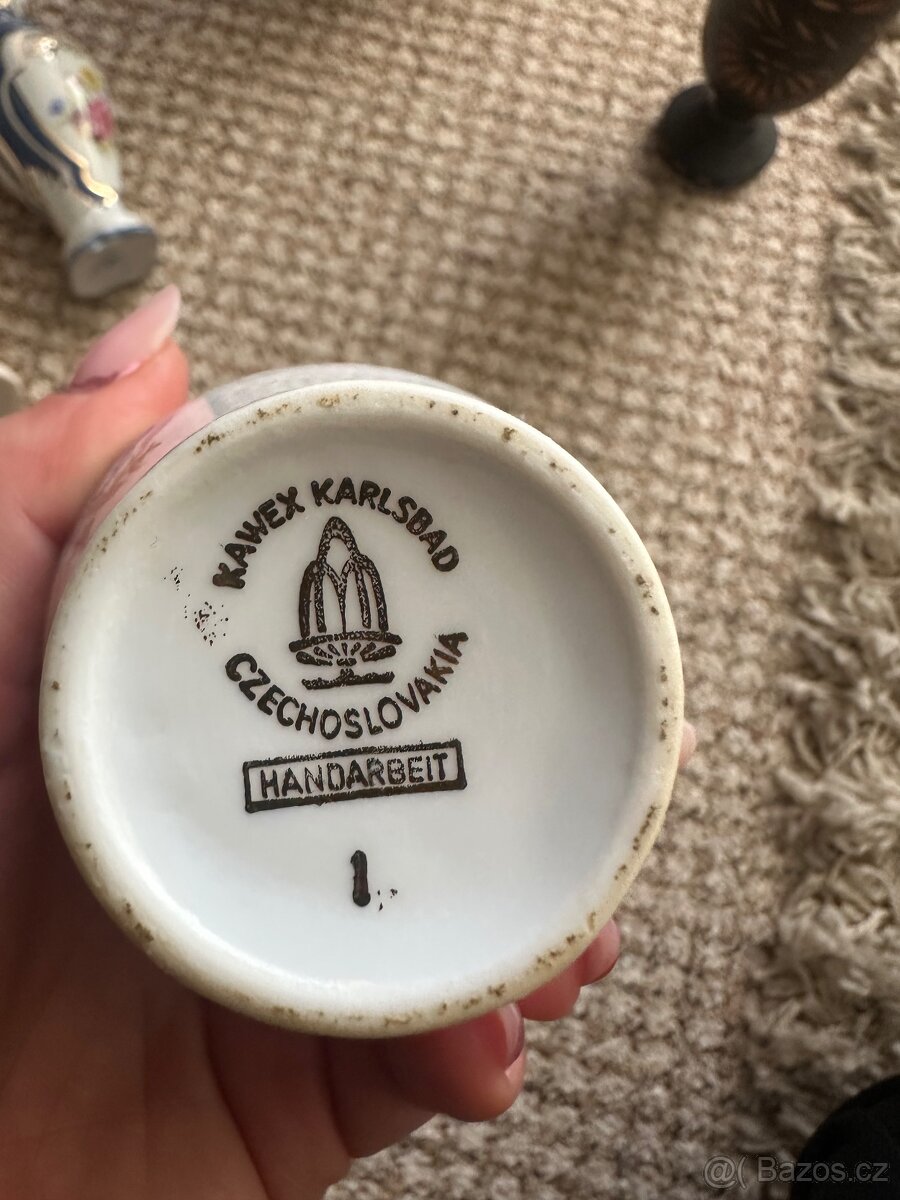 KAWEX KARLSBAD
CZECHOSLOVAKIA
HANDARBEIT
1
@( Bazos.cz